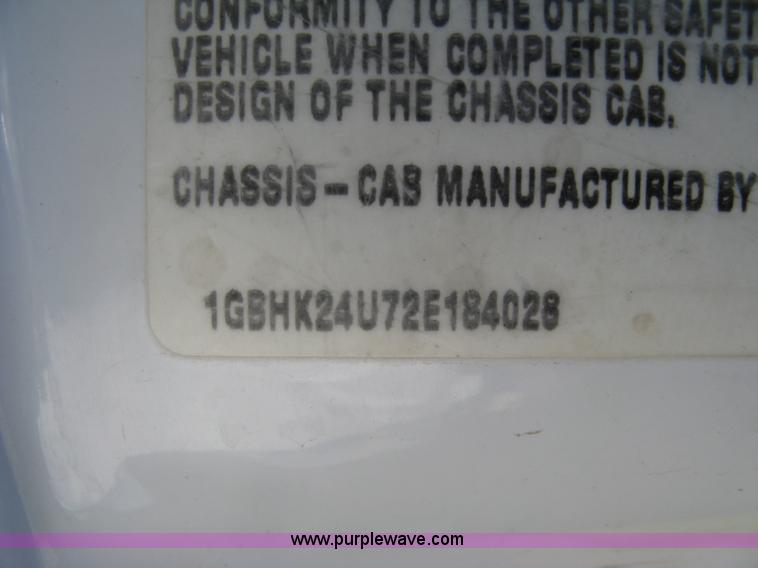 CONFORMITY TO THE OTHER SAFET
VEHICLE WHEN COMPLETED IS NOT
DESIGN OF THE CHASSIS CAB.
CHASSIS-CAB MANUFACTURED BY
1GBHK24U72E184028
www.purplewave.com